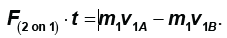 F(2 on 1) · t = m1v1A − m1v1B.